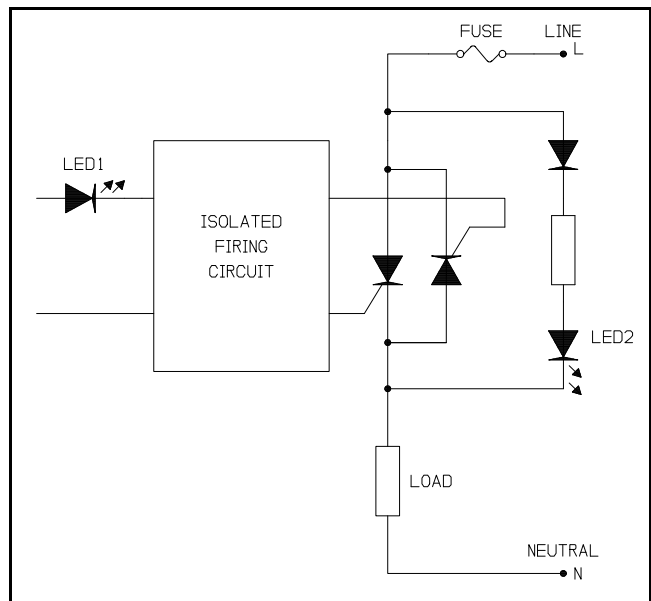 FUSE
LINE
L
LED1
ISOLATED
FIRING
CIRCUIT
LED2
LOAD
NEUTRAL
N